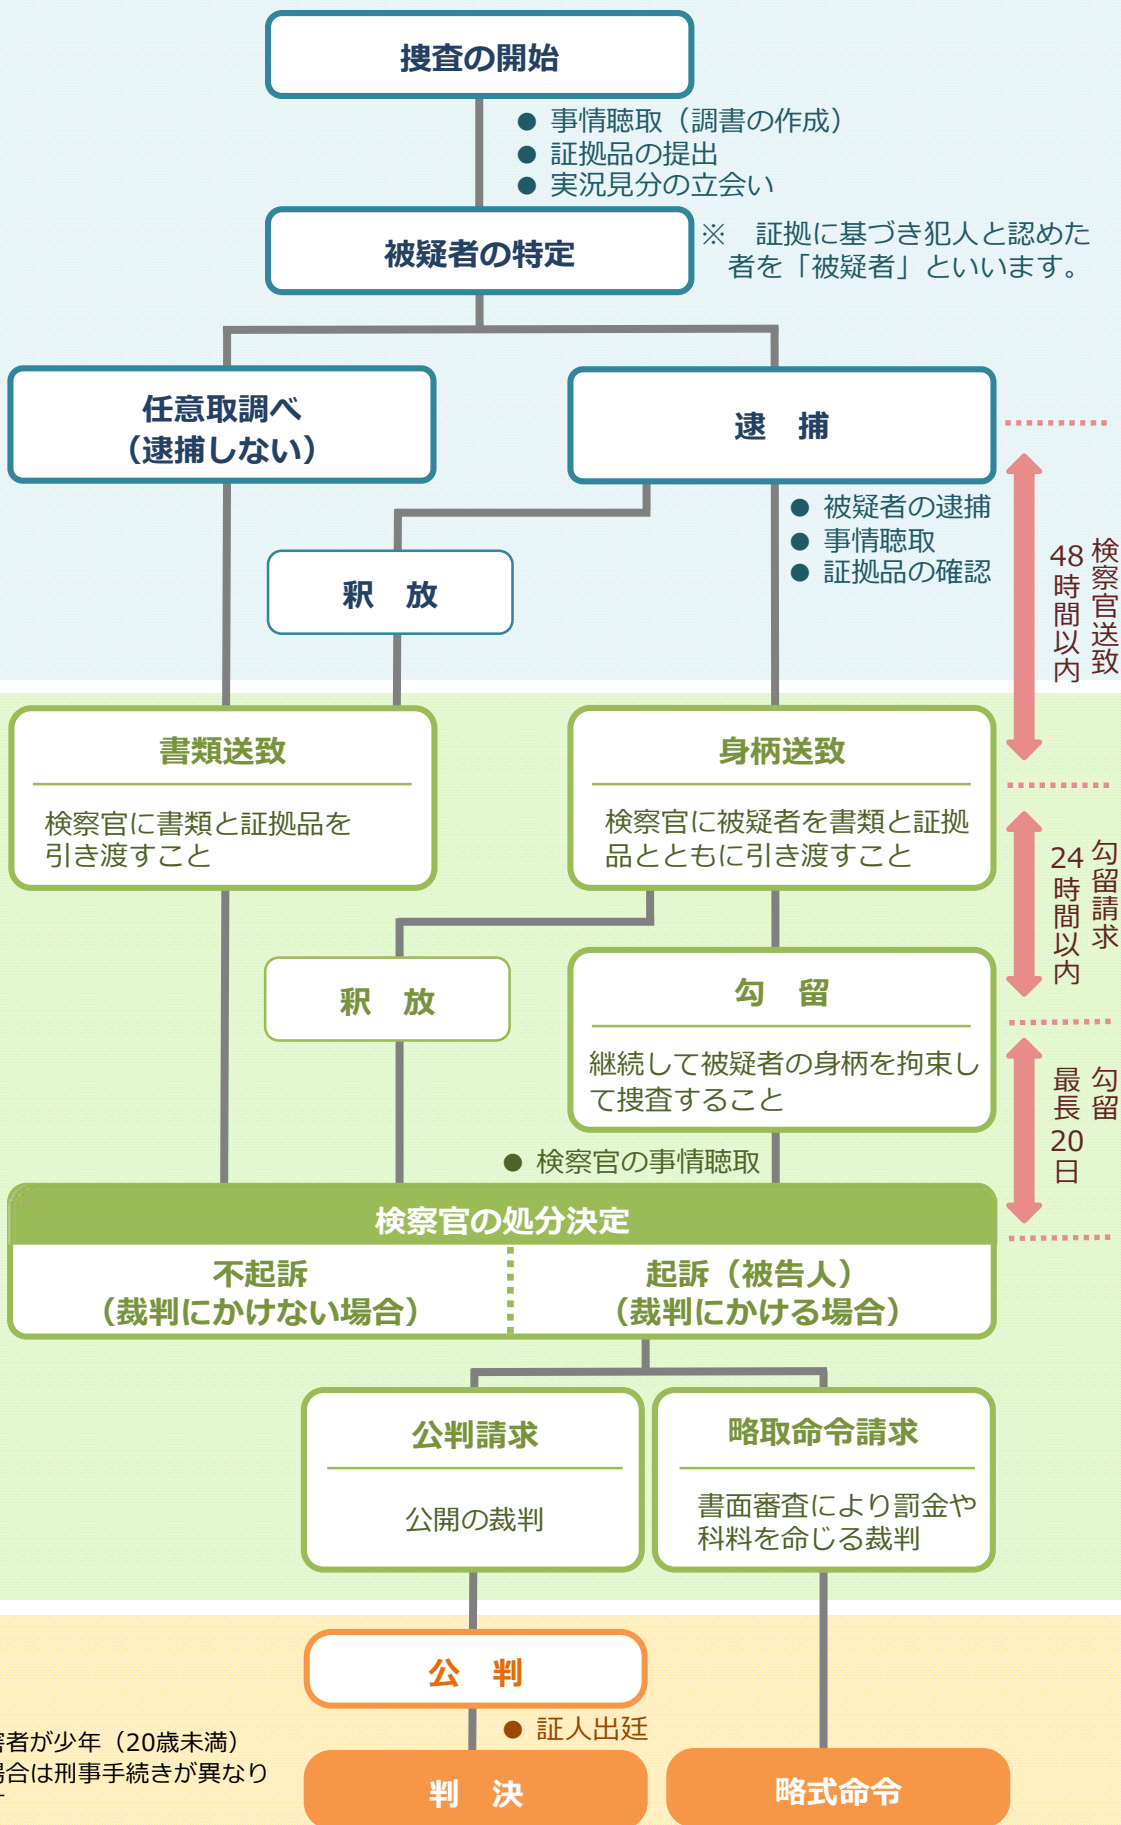 捜査の開始
● 事情聴取（調書の作成）
● 証拠品の提出
● 実況見分の立会い
被疑者の特定
※　証拠に基づき犯人と認めた
者を「被疑者」といいます。
任意取調べ
（逮捕しない）
逮　捕
● 被疑者の逮捕
● 事情聴取
● 証拠品の確認
検察官送致
48時間以内
釈　放
書類送致
検察官に書類と証拠品を
引き渡すこと
身柄送致
検察官に被疑者を書類と証拠
品とともに引き渡すこと
勾留請求
24時間以内
釈　放
勾　留
継続して被疑者の身柄を拘束し
て捜査すること
勾留
最長20日
● 検察官の事情聴取
検察官の処分決定
不起訴
（裁判にかけない場合）
起訴（被告人）
（裁判にかける場合）
公判請求
公開の裁判
略取命令請求
書面審査により罰金や
科料を命じる裁判
公　判
● 証人出廷
判　決
略式命令
者が少年（20歳未満）
場合は刑事手続きが異なり